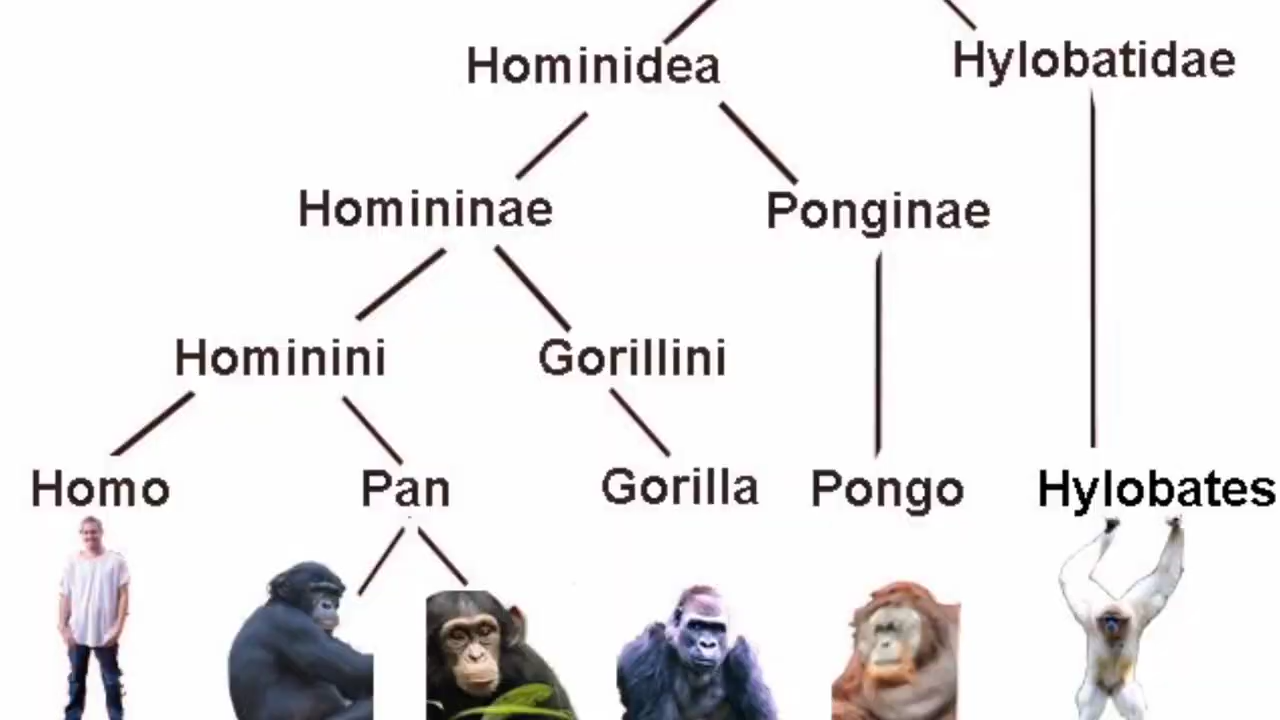 Hominidea
Hylobatidae
Homininae
Ponginae
Hominini
Gorillini
Homo
Pan
Gorilla
Pongo
Hylobates